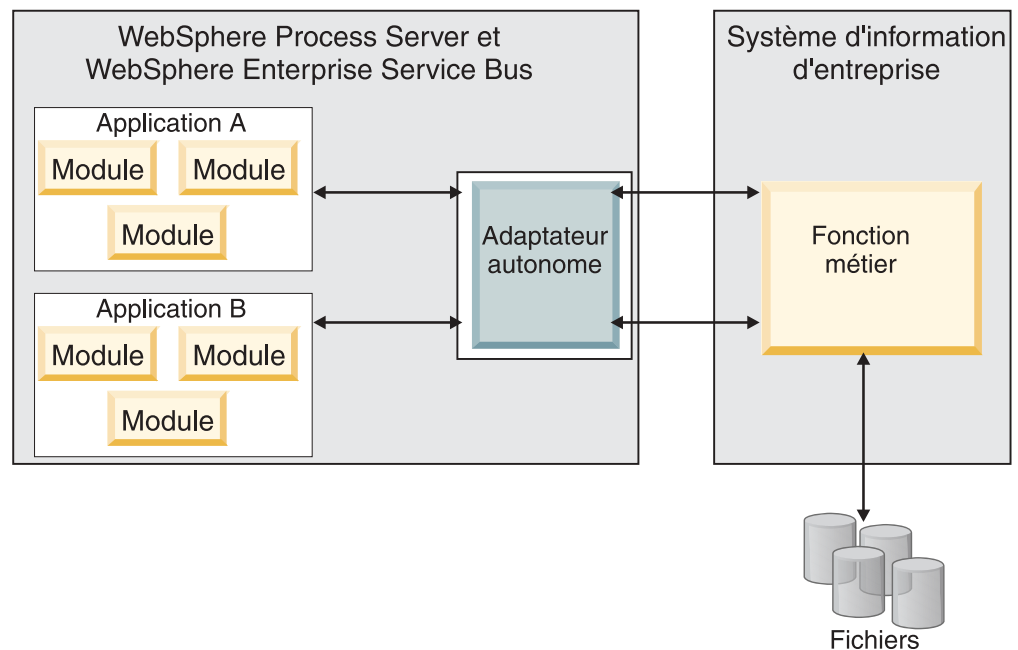 WebSphere Process Server et
WebSphere Enterprise Service Bus
Système d'information
d'entreprise
Application A
Module
Module
Module
Adaptateur
autonome
Fonction
métier
Application B
Module
Module
Module
Fichiers